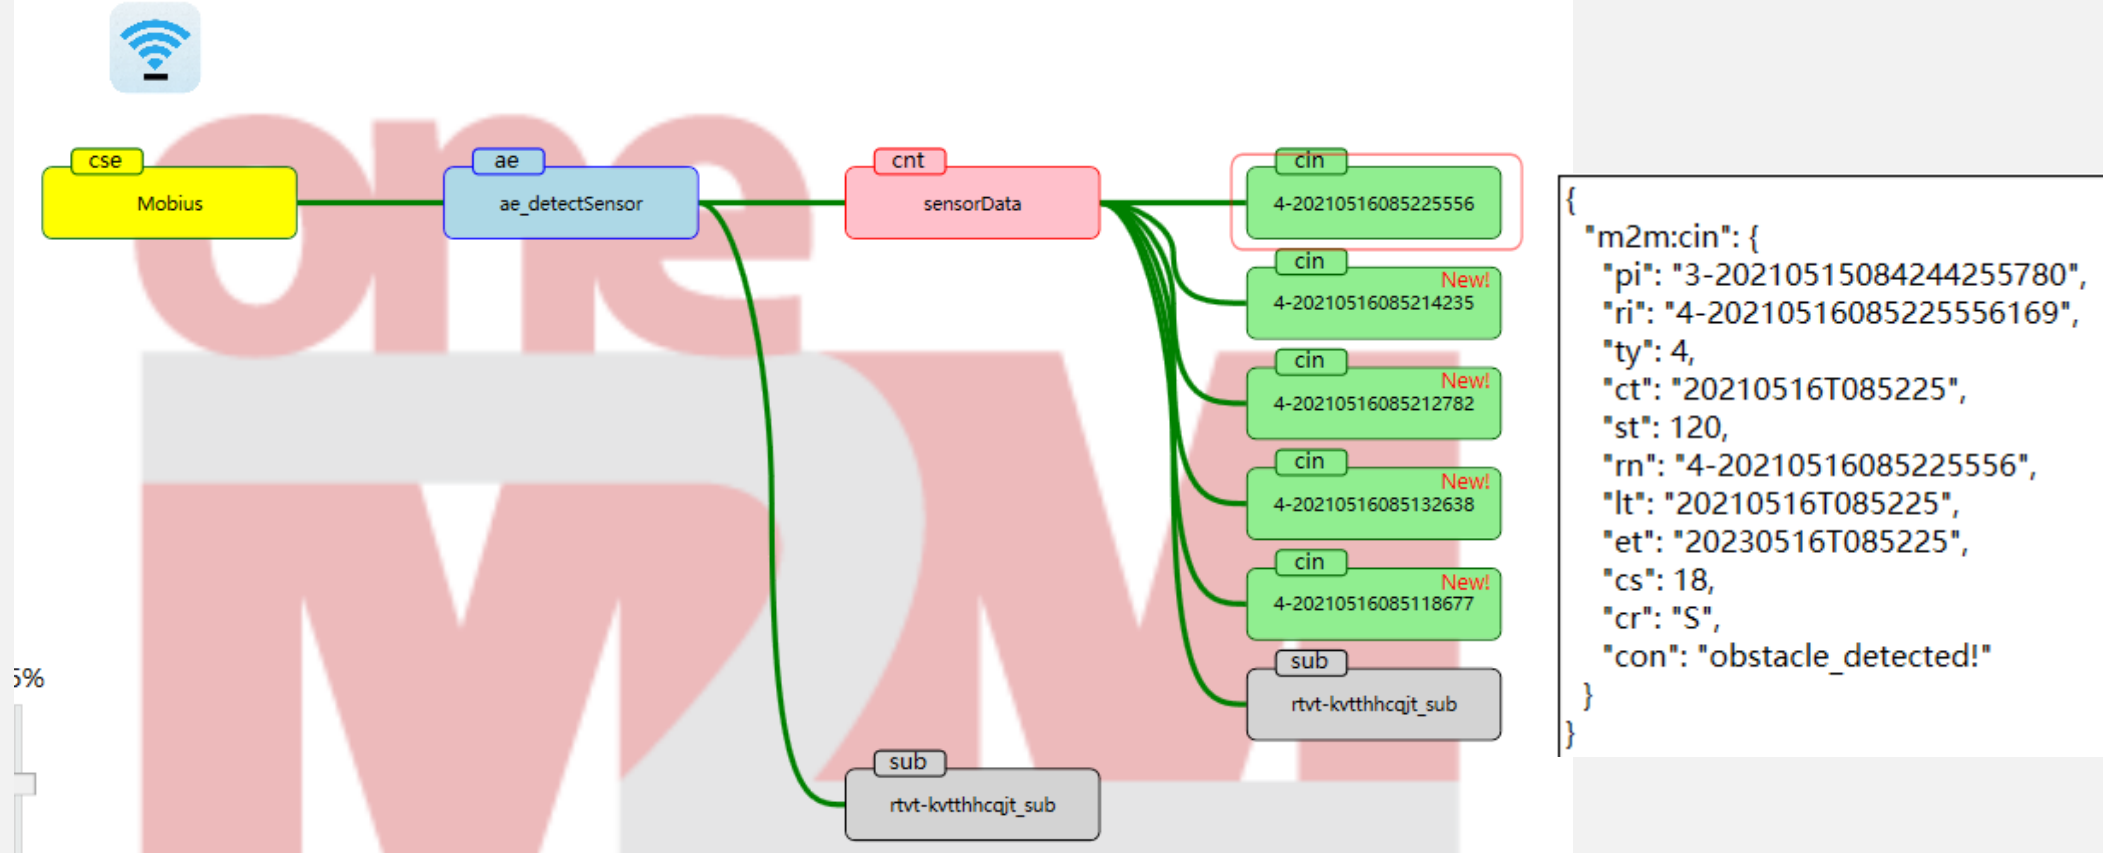 one
M2M
cse
Mobius
ae
ae_detectSensor
cnt
sensorData
cin
4-20210516085225556
cin
New!
4-20210516085214235
cin
New!
4-20210516085212782
cin
New!
4-20210516085132638
cin
New!
4-20210516085118677
sub
rtvt-kvtthhcqjt_sub
sub
rtvt-kvtthhcqjt_sub
5%
{
"m2m:cin": {
"pi": "3-20210515084244255780",
"ri": "4-20210516085225556169",
"ty": 4,
"ct": "20210516T085225",
"st": 120,
"rn": "4-20210516085225556",
"lt": "20210516T085225",
"et": "20230516T085225",
"cs": 18,
"cr": "S",
"con": "obstacle_detected!"
}
}